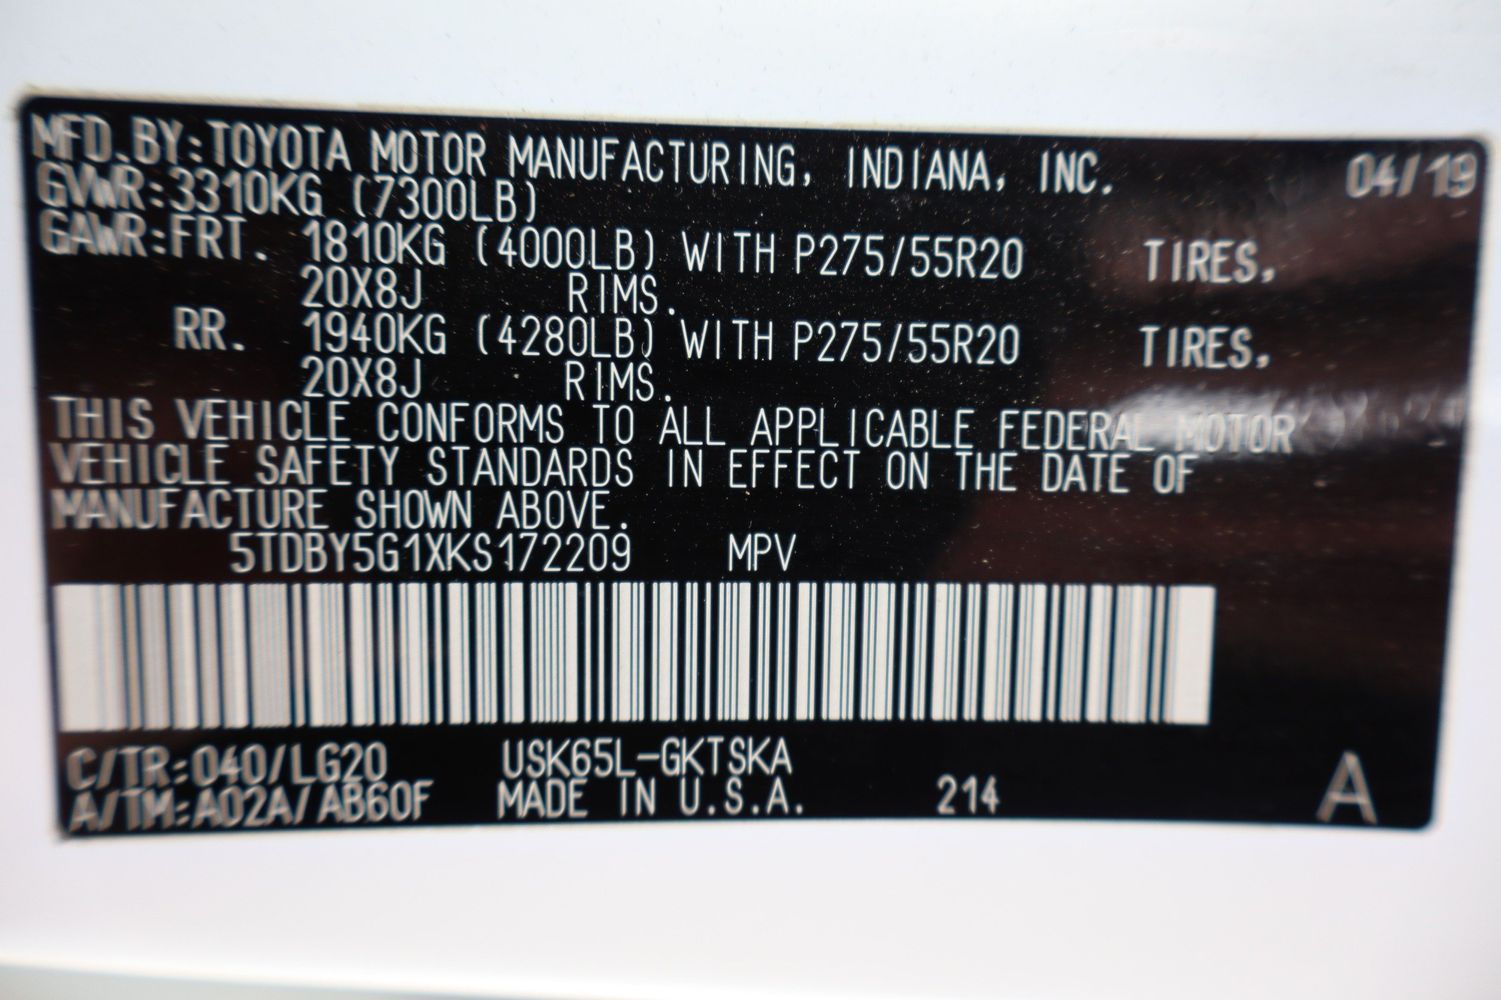 MFD.BY:TOYOTA MOTOR MANUFACTURING, INDIANA, INC. 04/19
GVWR:3310KG (7300LB)
GAWR:FRT. 1810KG (4000LB) WITH P275/55R20 TIRES,
20X8J RIMS.
RR. 1940KG (4280LB) WITH P275/55R20 TIRES,
20X8J RIMS.
THIS VEHICLE CONFORMS TO ALL APPLICABLE FEDERAL MOTOR
VEHICLE SAFETY STANDARDS IN EFFECT ON THE DATE OF
MANUFACTURE SHOWN ABOVE.
5TDBY5G1XKS172209 MPV
C/TR:040/LG20 USK65L-GKTSKA
A/TM:A02A/AB60F MADE IN U.S.A. 214 A